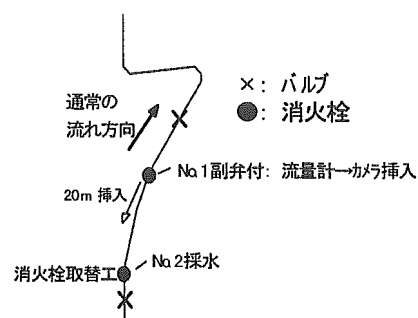 ×: バルブ
●: 消火栓
通常の
流れ方向
No.1副弁付: 流量計→カメラ挿入
20m 挿入
No.2採水
消火栓取替工